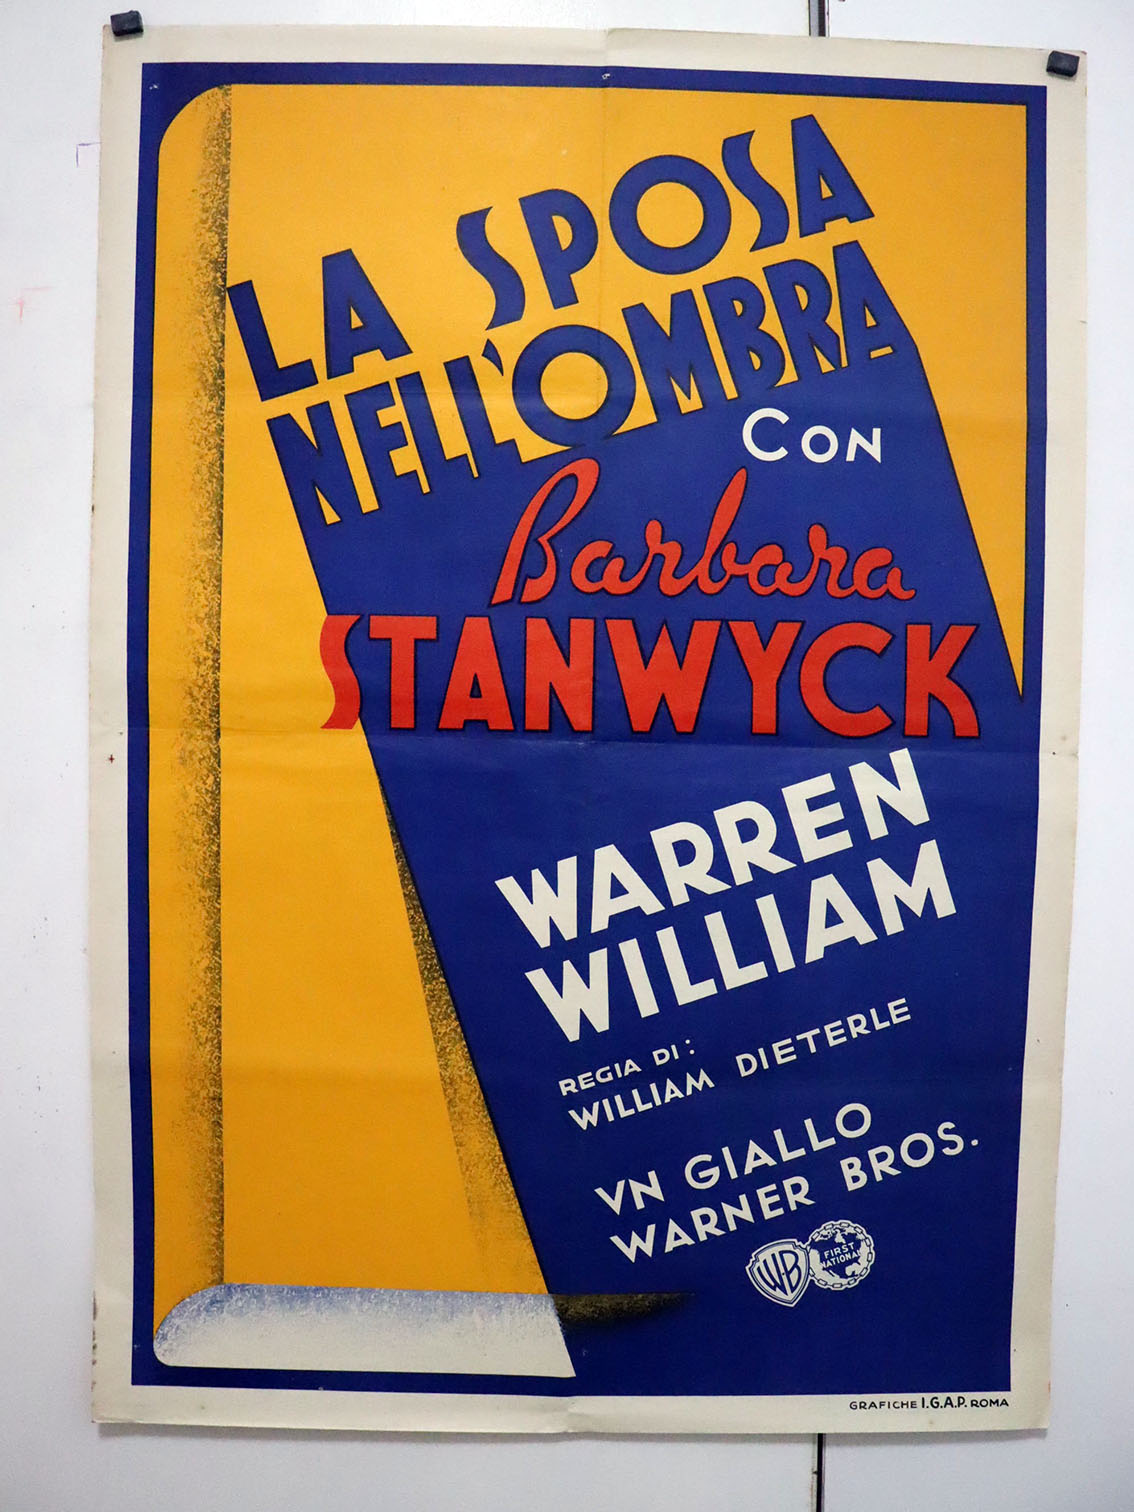 LA SPOSA
NELL'OMBRA
CON
Barbara
STANWYCK
WARREN
WILLIAM
REGIA DI:
WILLIAM DIETERLE
VN GIALLO
WARNER BROS.
WB
FIRST
NATIONAL
GRAFICHE I.G.A.P. ROMA